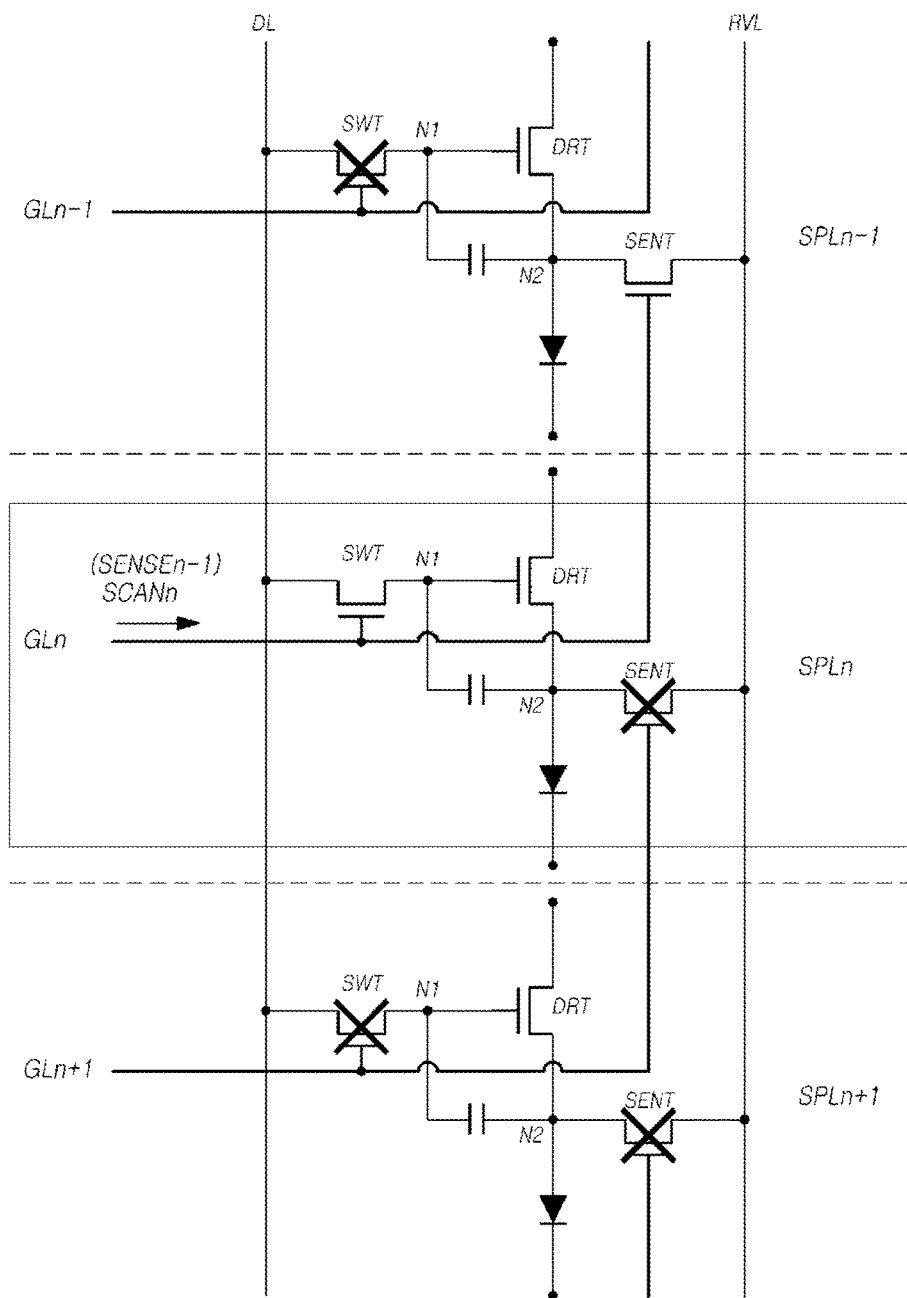 DL RVL
SWT N1 DRT
GLn-1 SENT SPLn-1
N2
(SENSEn-1)
SCANn
SWT N1 DRT
GLn SENT SPLn
N2
SWT N1 DRT
GLn+1 SENT SPLn+1
N2